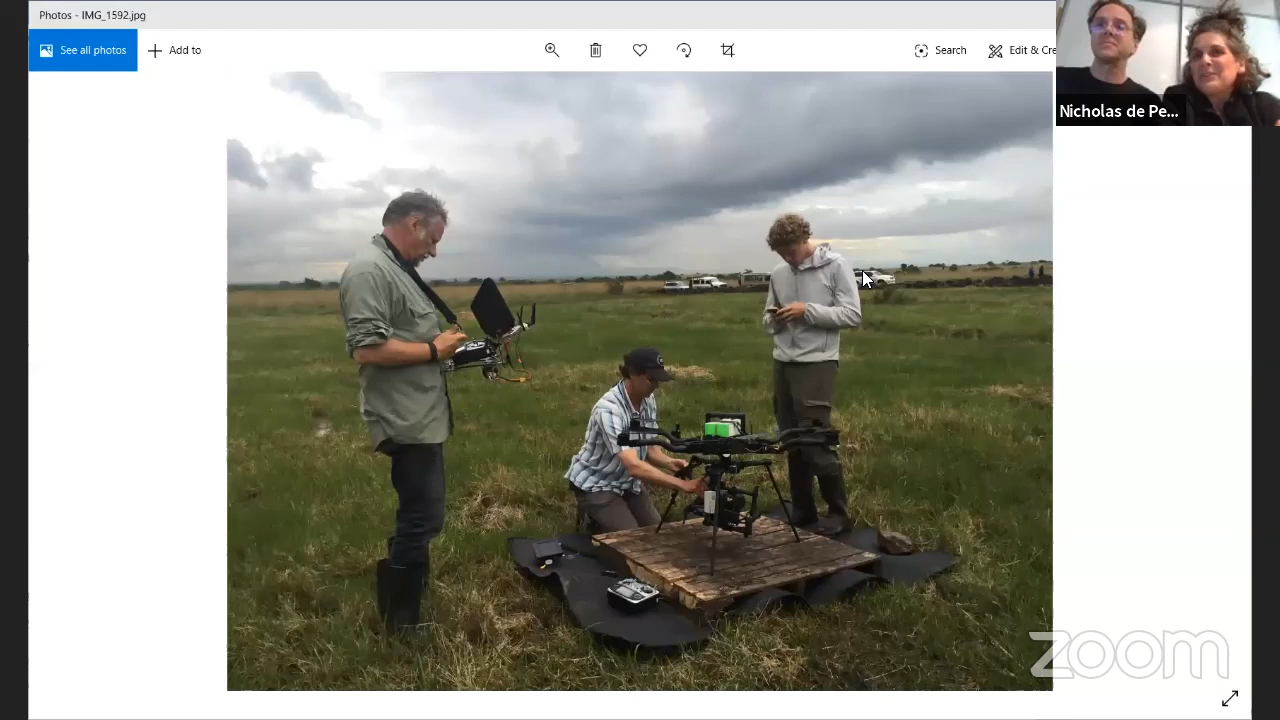 Photos - IMG_1592.jpg
See all photos
Add to
Search
Edit & Cre
Nicholas de Pe...
zoom